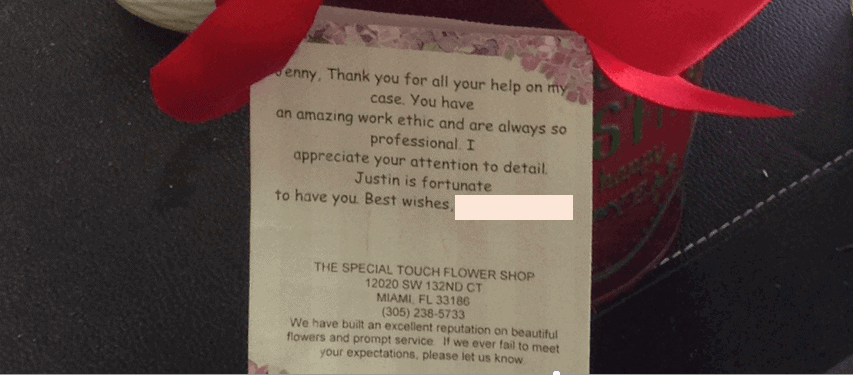 Jenny, Thank you for all your help on my
case. You have
an amazing work ethic and are always so
professional. I
appreciate your attention to detail.
Justin is fortunate
to have you. Best wishes,
THE SPECIAL TOUCH FLOWER SHOP
12020 SW 132ND CT
MIAMI, FL 33186
(305) 238-5733
We have built an excellent reputation on beautiful
flowers and prompt service. If we ever fail to meet
your expectations, please let us know.